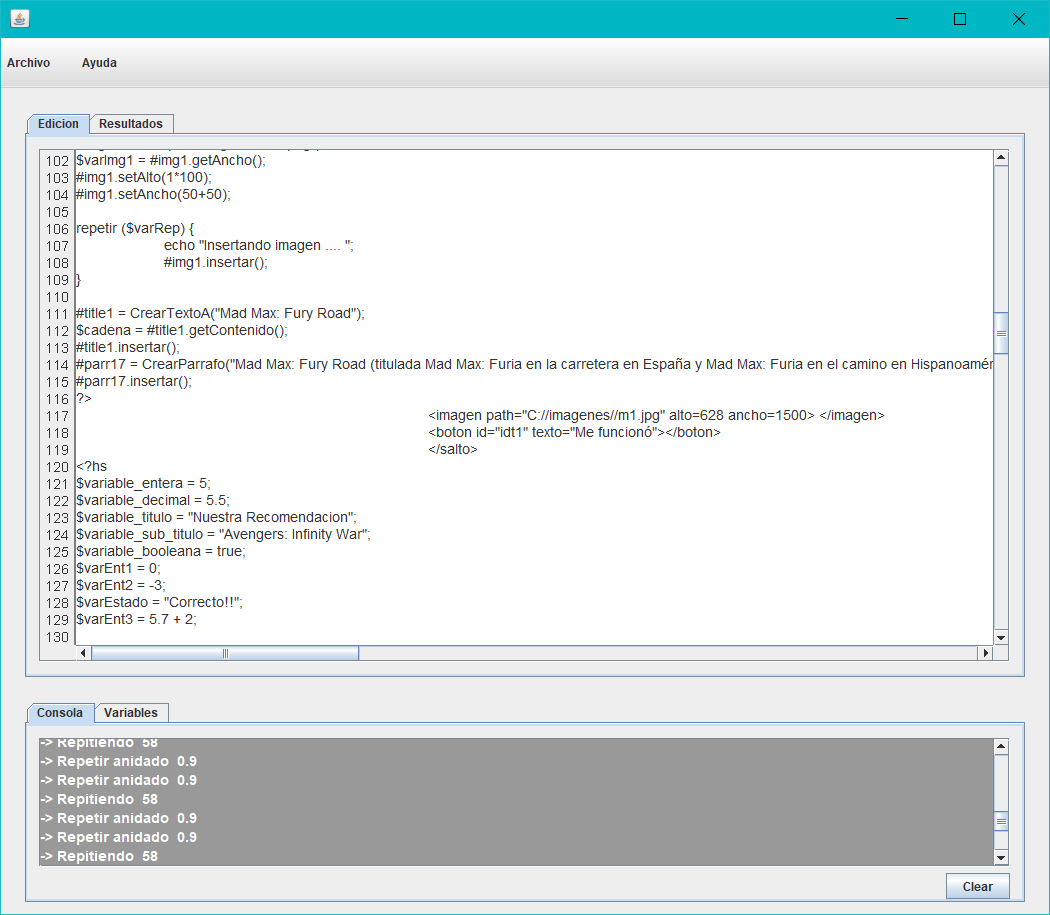 Archivo Ayuda
Edicion Resultados
102 $varImg1 = #img1.getAncho();
103 #img1.setAlto(1*100);
104 #img1.setAncho(50+50);
105
106 repetir ($varRep) {
107 echo "Insertando imagen .... ";
108 #img1.insertar();
109 }
110
111 #title1 = CrearTextoA("Mad Max: Fury Road");
112 $cadena = #title1.getContenido();
113 #title1.insertar();
114 #parr17 = CrearParrafo("Mad Max: Fury Road (titulada Mad Max: Furia en la carretera en España y Mad Max: Furia en el camino en Hispanoamér
115 #parr17.insertar();
116 ?>
117 <imagen path="C://imagenes//m1.jpg" alto=628 ancho=1500> </imagen>
118 <boton id="idt1" texto="Me funcionó"></boton>
119 </salto>
120 <?hs
121 $variable_entera = 5;
122 $variable_decimal = 5.5;
123 $variable_titulo = "Nuestra Recomendacion";
124 $variable_sub_titulo = "Avengers: Infinity War";
125 $variable_booleana = true;
126 $varEnt1 = 0;
127 $varEnt2 = -3;
128 $varEstado = "Correcto!!";
129 $varEnt3 = 5.7 + 2;
130
Consola Variables
-> Repitiendo 58
-> Repetir anidado 0.9
-> Repetir anidado 0.9
-> Repitiendo 58
-> Repetir anidado 0.9
-> Repetir anidado 0.9
-> Repitiendo 58
Clear